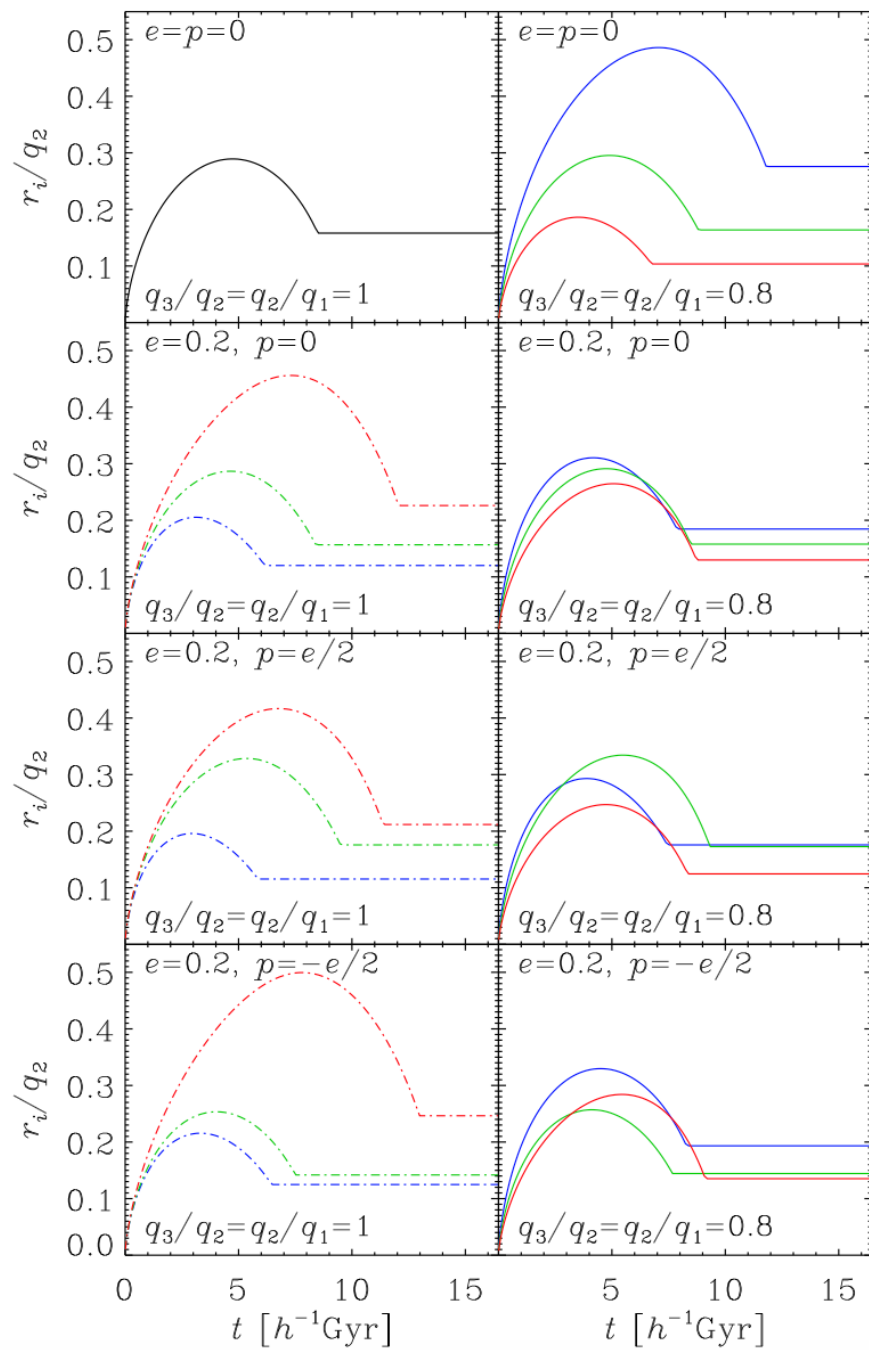 e=p=0 e=p=0
0.5
0.4
0.3
0.2
0.1
r_i/q_2
q_3/q_2=q_2/q_1=1 q_3/q_2=q_2/q_1=0.8
e=0.2, p=0 e=0.2, p=0
0.5
0.4
0.3
0.2
0.1
r_i/q_2
q_3/q_2=q_2/q_1=1 q_3/q_2=q_2/q_1=0.8
e=0.2, p=e/2 e=0.2, p=e/2
0.5
0.4
0.3
0.2
0.1
r_i/q_2
q_3/q_2=q_2/q_1=1 q_3/q_2=q_2/q_1=0.8
e=0.2, p=−e/2 e=0.2, p=−e/2
0.5
0.4
0.3
0.2
0.1
0.0
r_i/q_2
q_3/q_2=q_2/q_1=1 q_3/q_2=q_2/q_1=0.8
0 5 10 15 0 5 10 15
t [h⁻¹Gyr] t [h⁻¹Gyr]